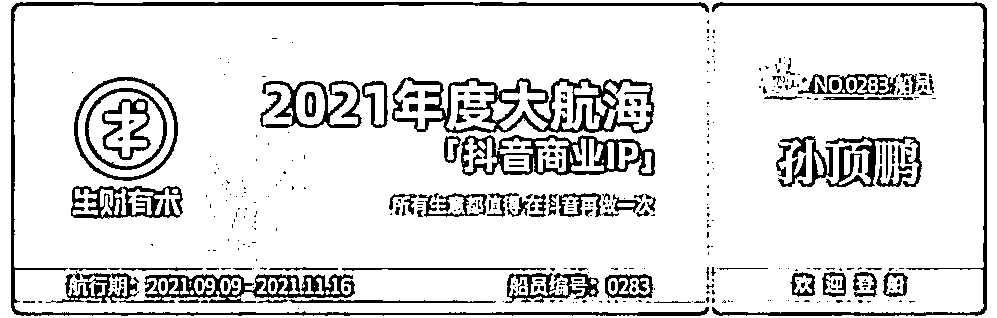 生财有术
2021年度大航海
「抖音商业IP」
所有生意都值得在抖音再做一次
航行期：2021.09.09-2021.11.16
船员编号：0283
NO.0283.船员
孙顶鹏
欢迎登船